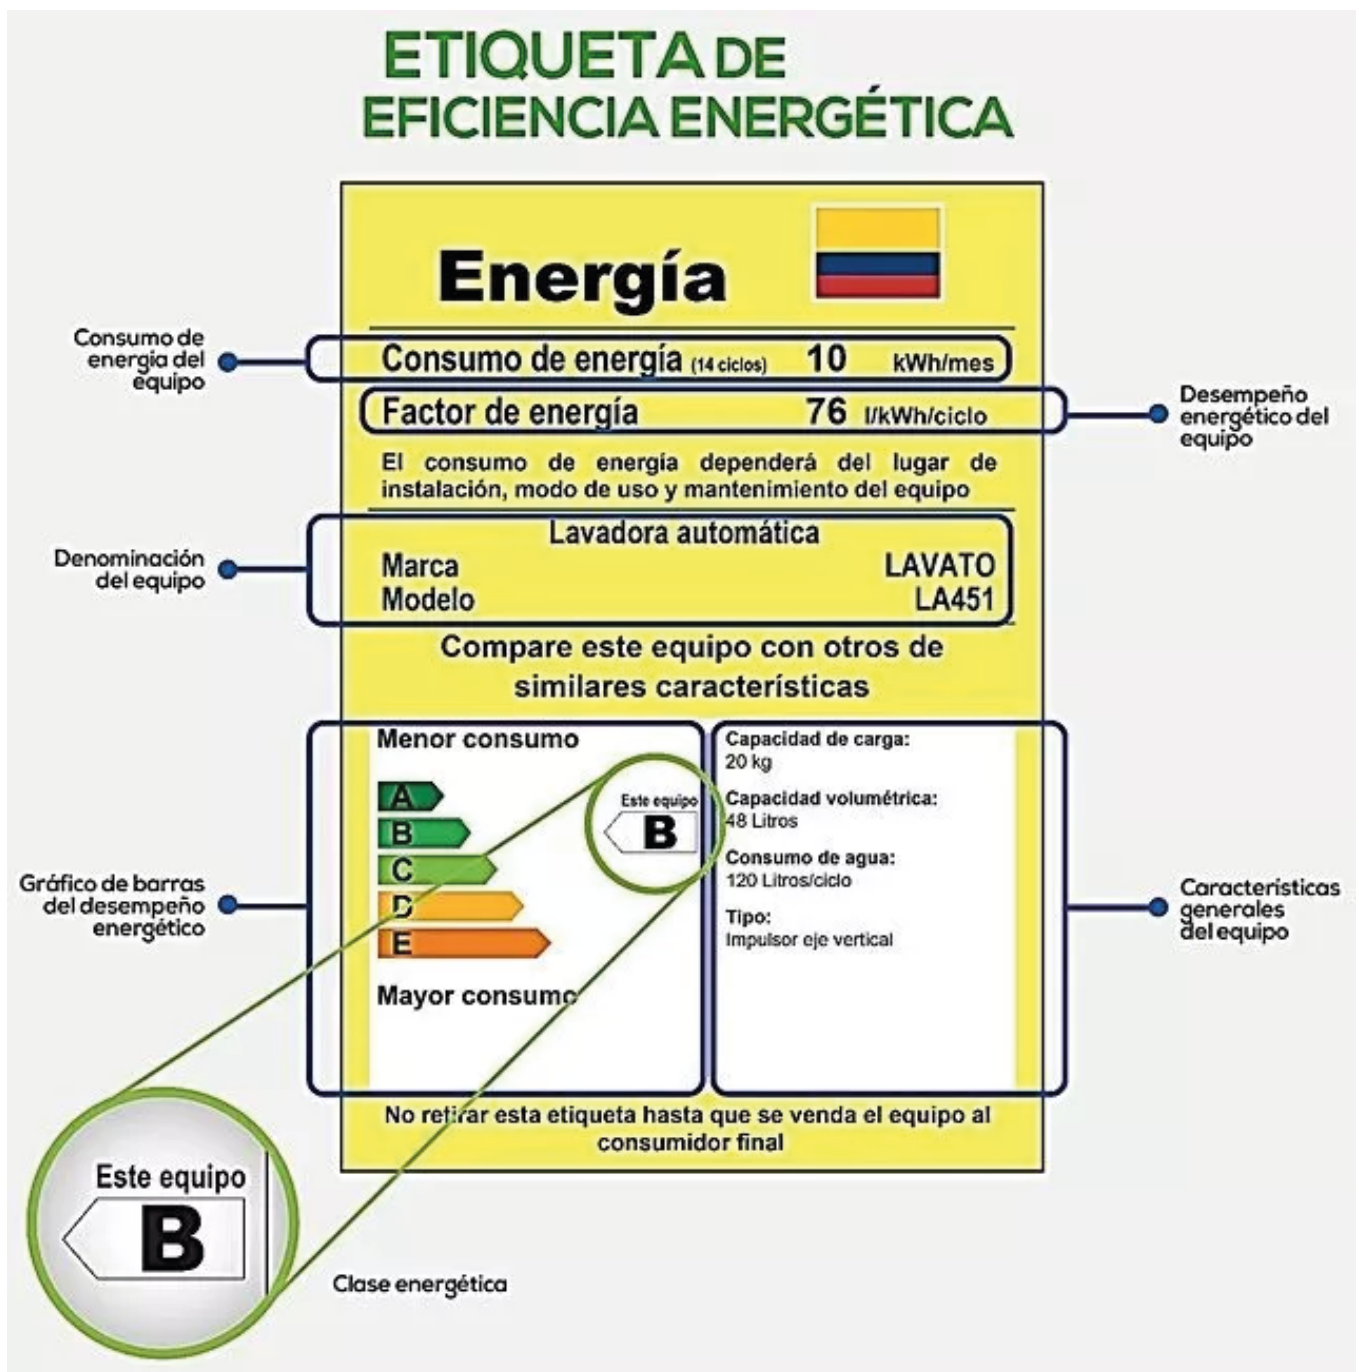 ETIQUETA DE
EFICIENCIA ENERGÉTICA
Energía
Consumo de
energia del
equipo
Consumo de energía (14 ciclos) 10 kWh/mes
Factor de energía 76 l/kWh/ciclo
Desempeño
energético del
equipo
El consumo de energía dependerá del lugar de
instalación, modo de uso y mantenimiento del equipo
Denominación
del equipo
Lavadora automática
Marca LAVATO
Modelo LA451
Compare este equipo con otros de
similares características
Gráfico de barras
del desempeño
energético
Menor consumo
A
B
C
D
E
Mayor consumo
Este equipo
B
Capacidad de carga:
20 kg
Capacidad volumétrica:
48 Litros
Consumo de agua:
120 Litros/ciclo
Tipo:
Impulsor eje vertical
Características
generales
del equipo
No retirar esta etiqueta hasta que se venda el equipo al
consumidor final
Este equipo
B
Clase energética